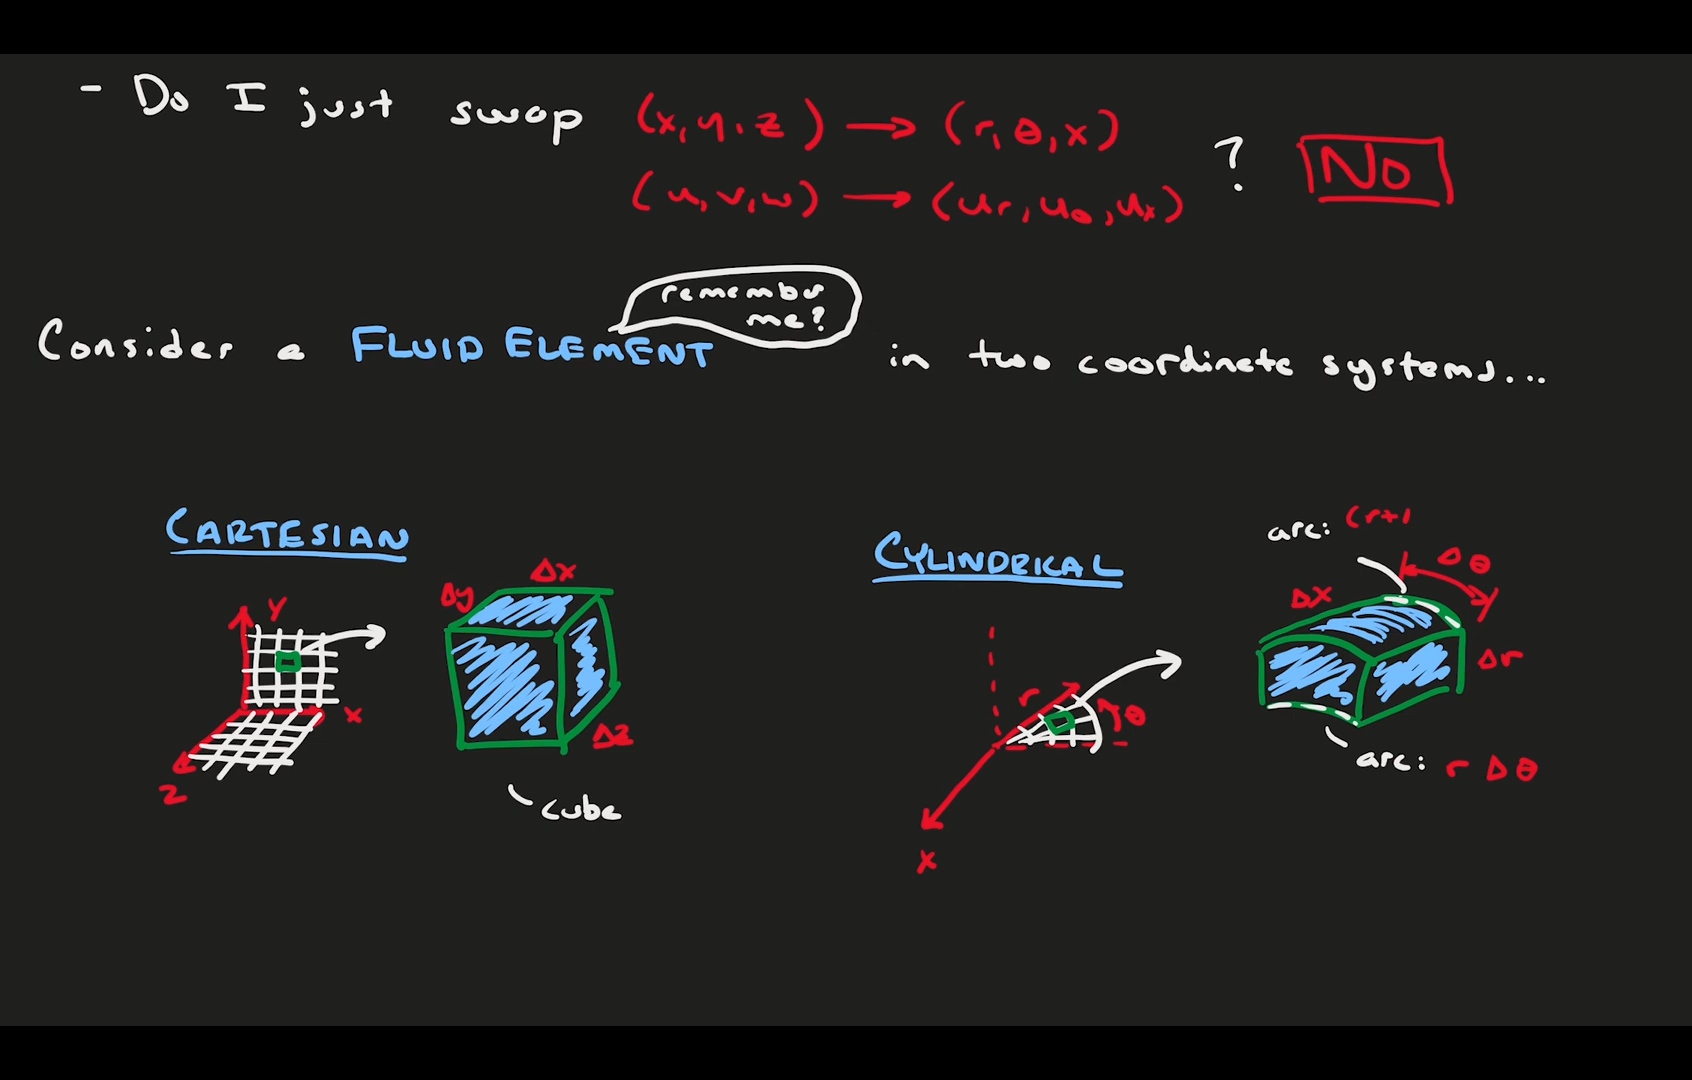 - Do I just swap (x, y, z) → (r, θ, x)
(u, v, w) → (ur, uθ, ux) ? NO
remember
me?
Consider a FLUID ELEMENT in two coordinate systems...
CARTESIAN
Δx
Δy
Δz
y
x
z
cube
CYLINDRICAL
r
θ
x
arc: (r+1
Δθ
Δx
Δr
arc: r Δθ